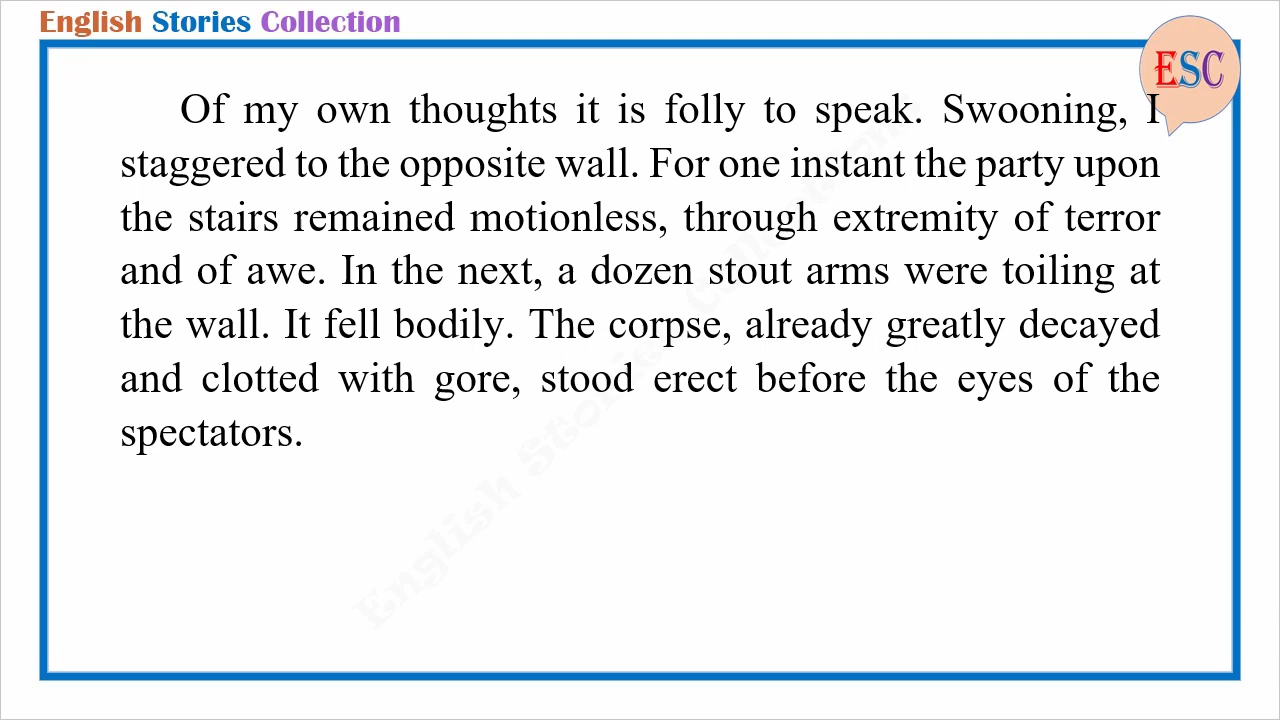 English Stories Collection
ESC
Of my own thoughts it is folly to speak. Swooning, I
staggered to the opposite wall. For one instant the party upon
the stairs remained motionless, through extremity of terror
and of awe. In the next, a dozen stout arms were toiling at
the wall. It fell bodily. The corpse, already greatly decayed
and clotted with gore, stood erect before the eyes of the
spectators.
English Stories Collection